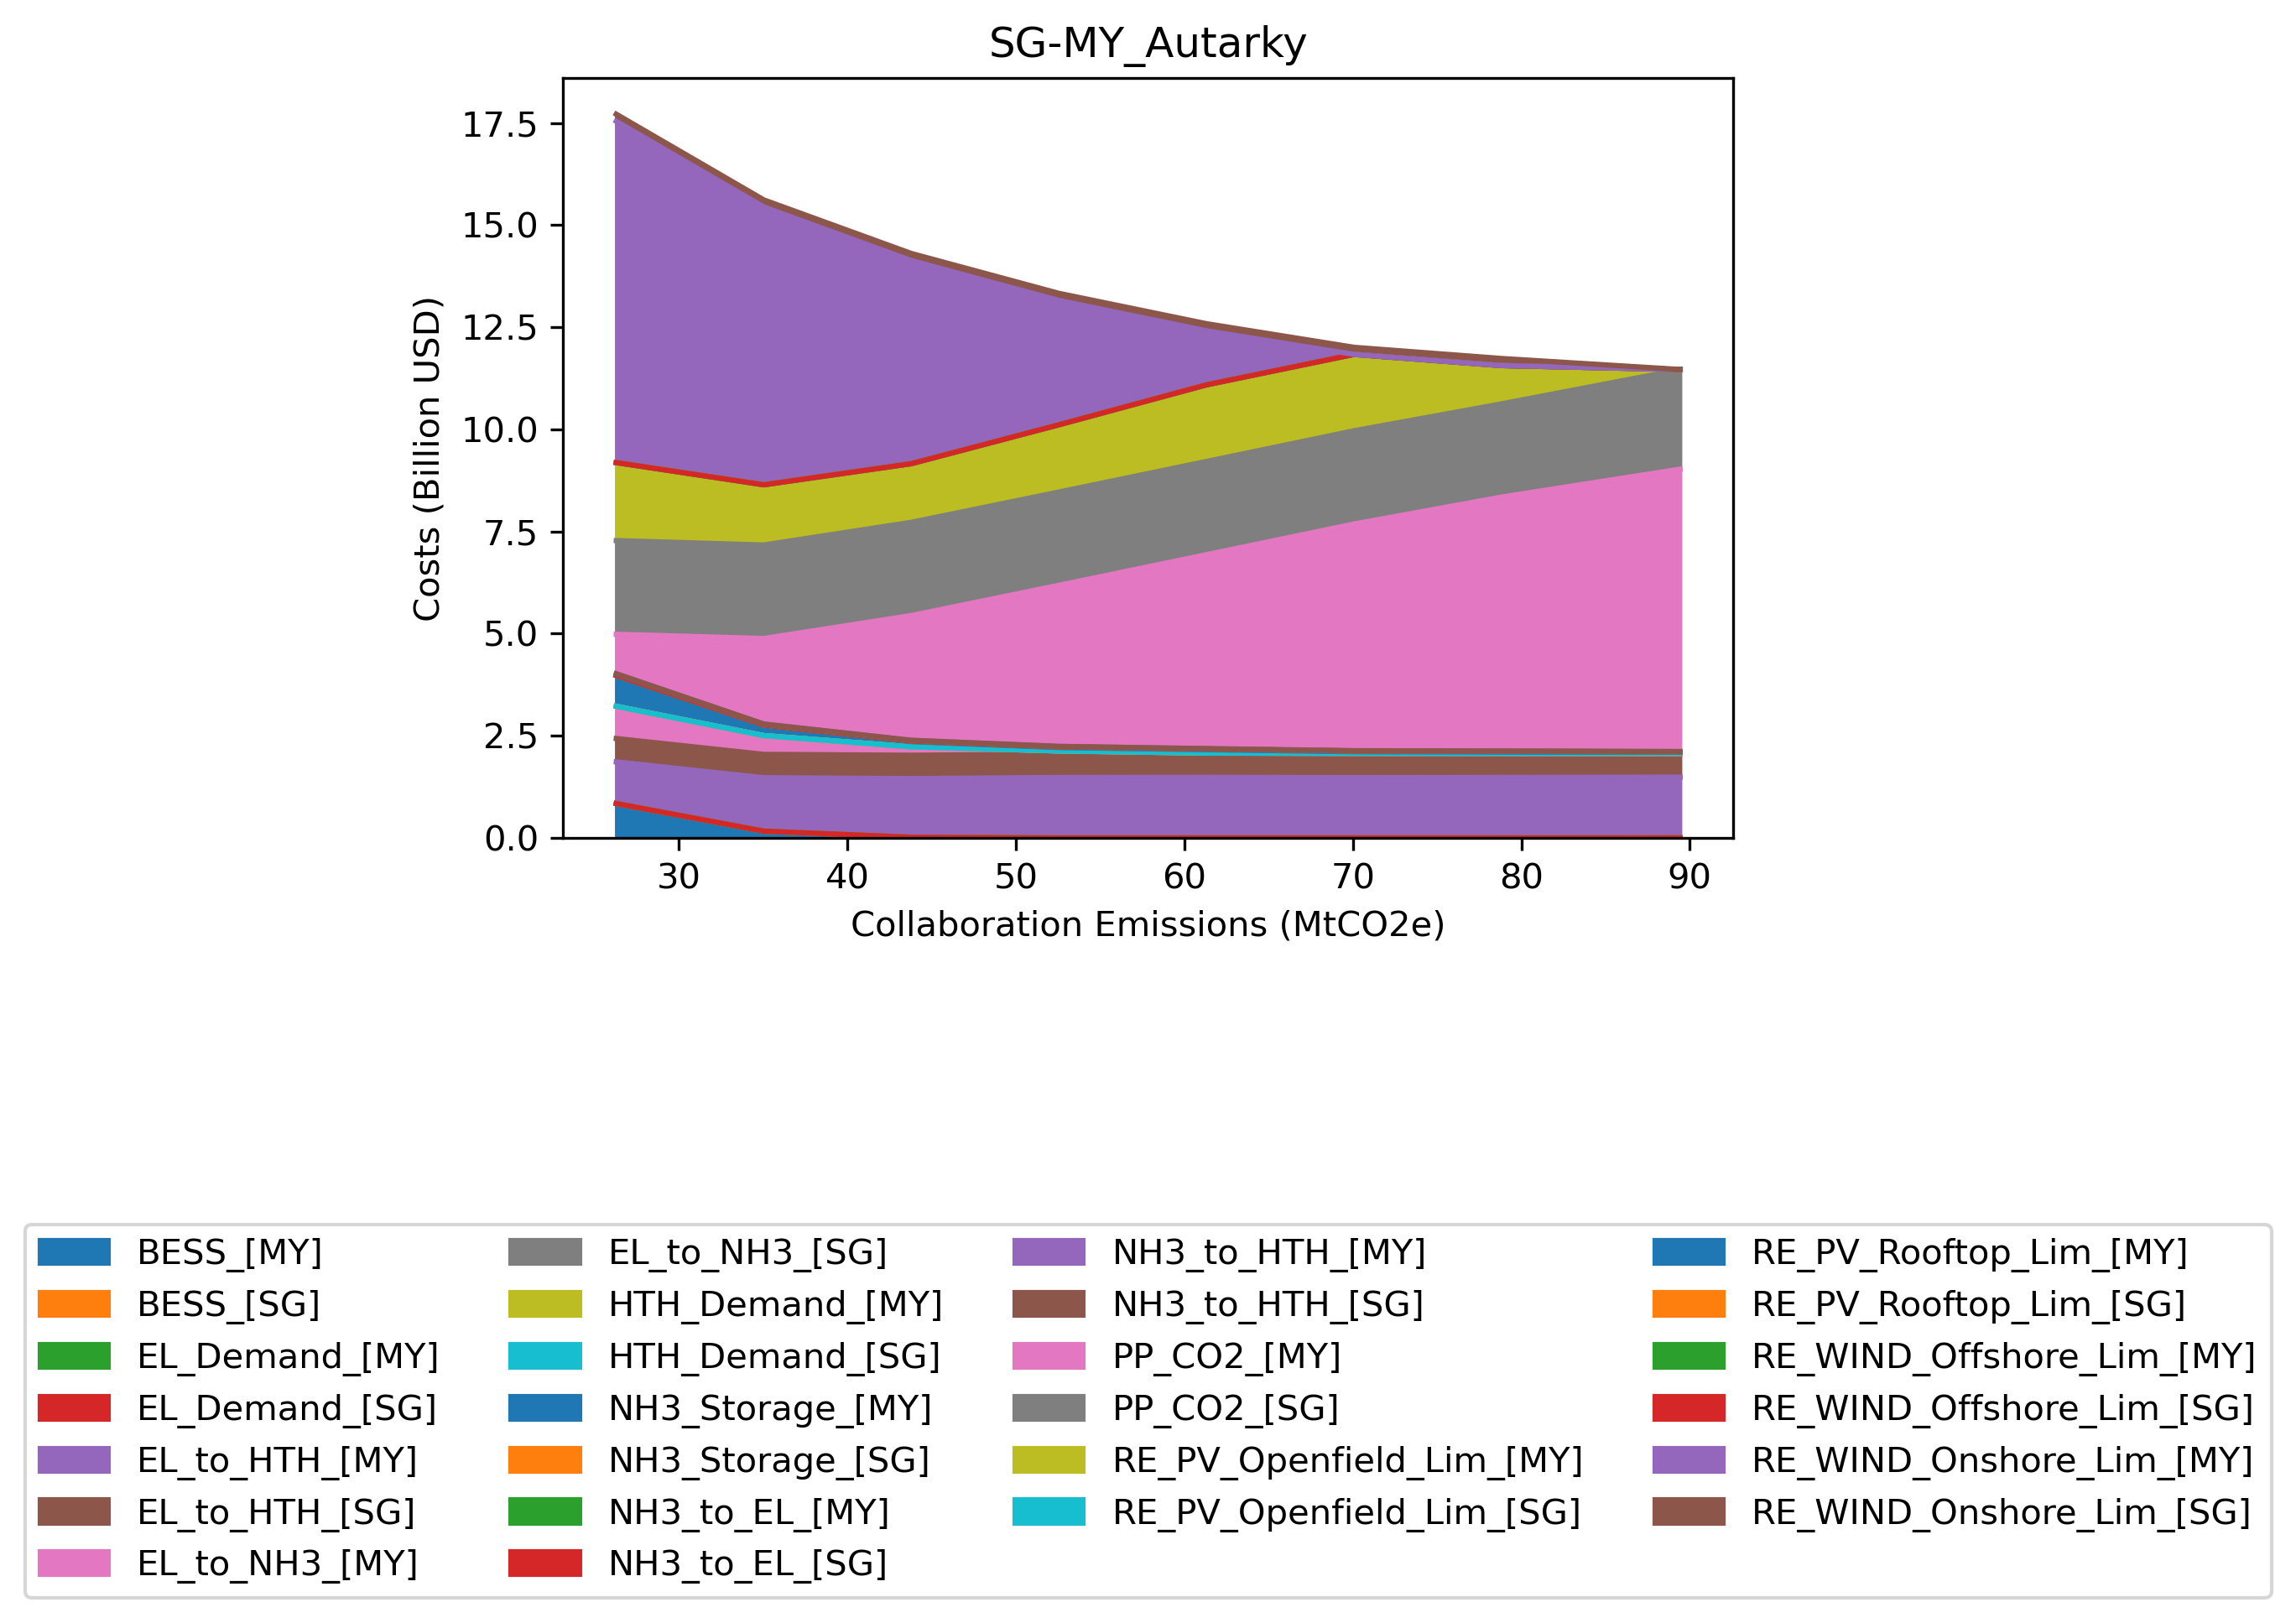 SG-MY_Autarky
17.5
15.0
12.5
10.0
7.5
5.0
2.5
0.0
Costs (Billion USD)
30 40 50 60 70 80 90
Collaboration Emissions (MtCO2e)
BESS_[MY]
BESS_[SG]
EL_Demand_[MY]
EL_Demand_[SG]
EL_to_HTH_[MY]
EL_to_HTH_[SG]
EL_to_NH3_[MY]
EL_to_NH3_[SG]
HTH_Demand_[MY]
HTH_Demand_[SG]
NH3_Storage_[MY]
NH3_Storage_[SG]
NH3_to_EL_[MY]
NH3_to_EL_[SG]
NH3_to_HTH_[MY]
NH3_to_HTH_[SG]
PP_CO2_[MY]
PP_CO2_[SG]
RE_PV_Openfield_Lim_[MY]
RE_PV_Openfield_Lim_[SG]
RE_PV_Rooftop_Lim_[MY]
RE_PV_Rooftop_Lim_[SG]
RE_WIND_Offshore_Lim_[MY]
RE_WIND_Offshore_Lim_[SG]
RE_WIND_Onshore_Lim_[MY]
RE_WIND_Onshore_Lim_[SG]